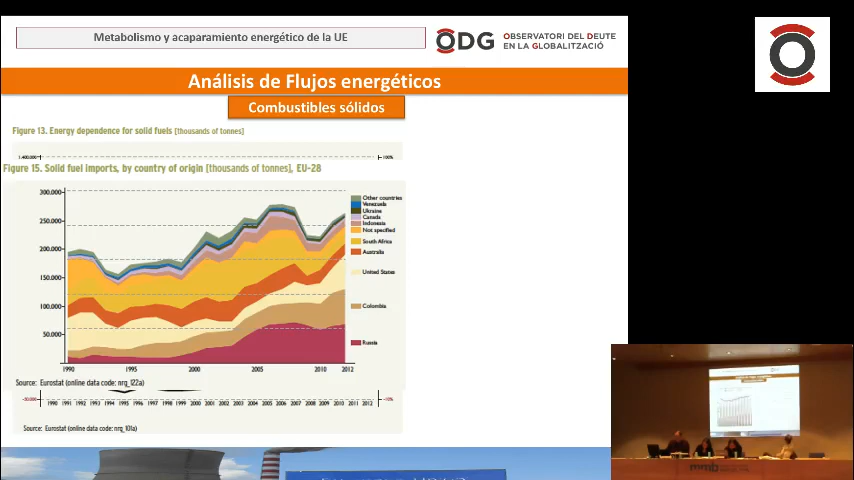 Metabolismo y acaparamiento energético de la UE
ODG
OBSERVATORI DEL DEUTE
EN LA GLOBALITZACIÓ
Análisis de Flujos energéticos
Combustibles sólidos
Figure 13. Energy dependence for solid fuels [thousands of tonnes]
1.400.000
100%
Figure 15. Solid fuel imports, by country of origin [thousands of tonnes], EU-28
300.000
250.000
200.000
150.000
100.000
50.000
Other countries
Venezuela
Ukraine
Canada
Indonesia
Not specified
South Africa
Australia
United States
Colombia
Russia
1990 1995 2000 2005 2010 2012
Source: Eurostat (online data code: nrg_122a)
1990 1991 1992 1993 1994 1995 1996 1997 1998 1999 2000 2001 2002 2003 2004 2005 2006 2007 2008 2009 2010 2011 2012
Source: Eurostat (online data code: nrg_101a)
mmb